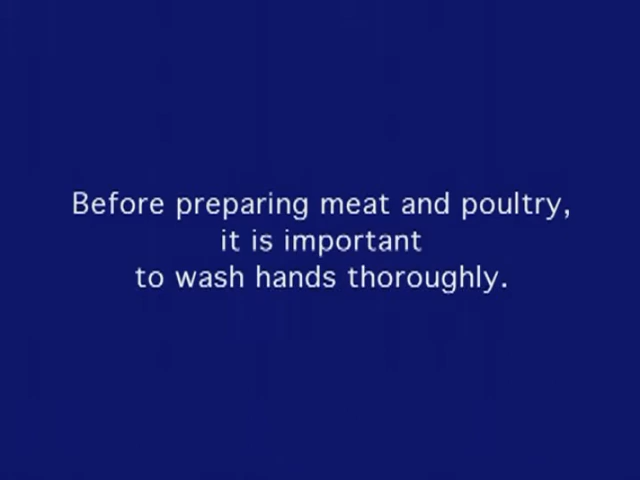 Before preparing meat and poultry,
it is important
to wash hands thoroughly.